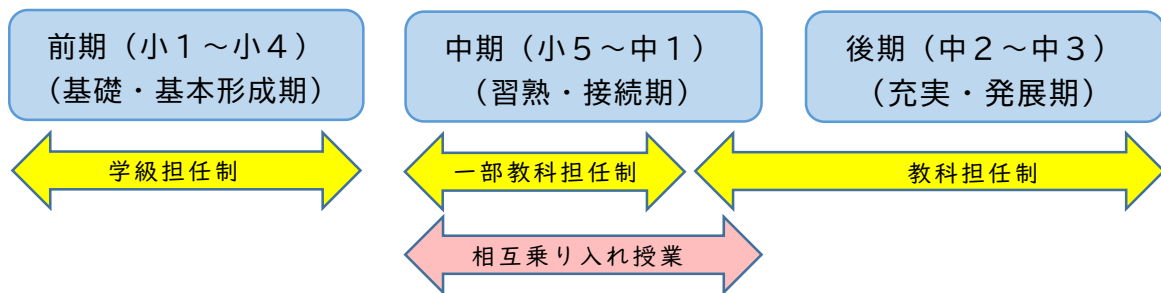 前期（小１～小４）
（基礎・基本形成期）
中期（小５～中１）
（習熟・接続期）
後期（中２～中３）
（充実・発展期）
学級担任制
一部教科担任制
教科担任制
相互乗り入れ授業